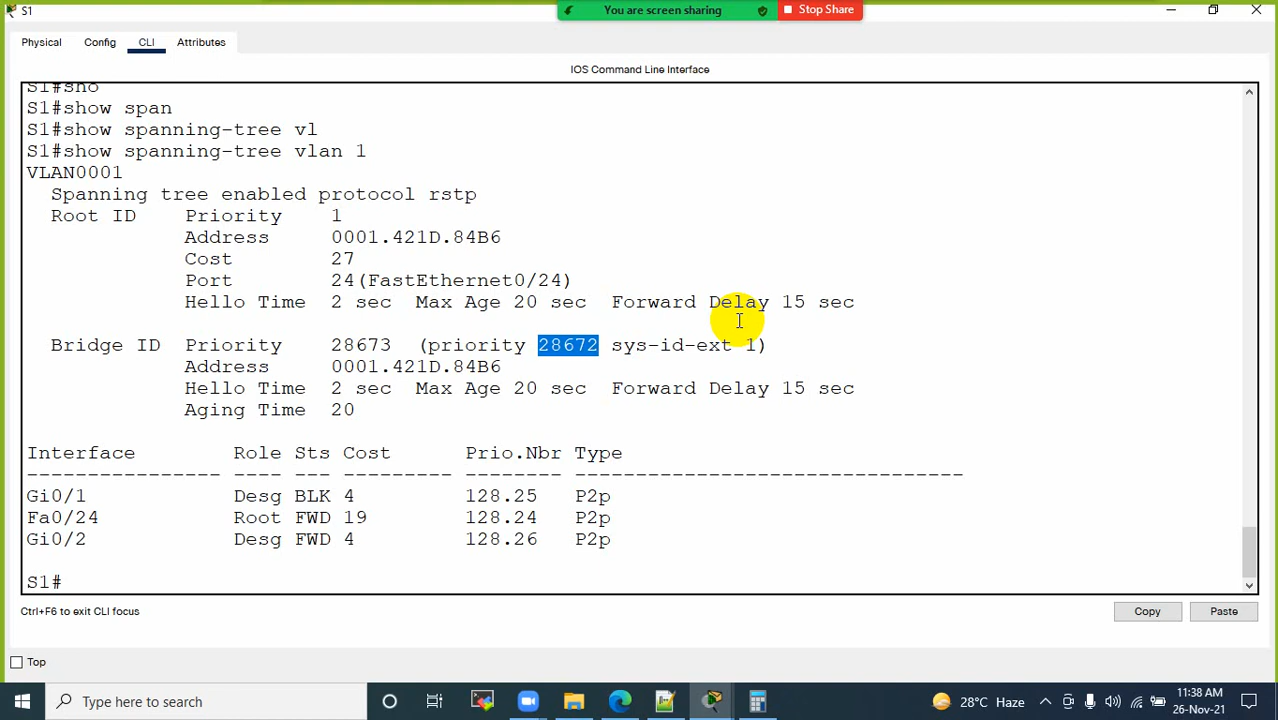 S1
You are screen sharing
Stop Share
Physical Config CLI Attributes
IOS Command Line Interface
S1#sho
S1#show span
S1#show spanning-tree vl
S1#show spanning-tree vlan 1
VLAN0001
Spanning tree enabled protocol rstp
Root ID Priority 1
Address 0001.421D.84B6
Cost 27
Port 24(FastEthernet0/24)
Hello Time 2 sec Max Age 20 sec Forward Delay 15 sec
Bridge ID Priority 28673 (priority 28672 sys-id-ext 1)
Address 0001.421D.84B6
Hello Time 2 sec Max Age 20 sec Forward Delay 15 sec
Aging Time 20
Interface Role Sts Cost Prio.Nbr Type
---------------- ---- --- --------- -------- --------------------------------
Gi0/1 Desg BLK 4 128.25 P2p
Fa0/24 Root FWD 19 128.24 P2p
Gi0/2 Desg FWD 4 128.26 P2p
S1#
Ctrl+F6 to exit CLI focus
Copy Paste
Top
Type here to search
28°C Haze
11:38 AM
26-Nov-21